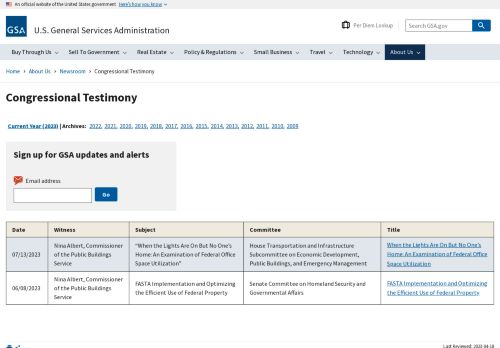 An official website of the United States government Here's how you know
GSA U.S. General Services Administration
Per Diem Lookup
Search GSA.gov
Buy Through Us Sell To Government Real Estate Policy & Regulations Small Business Travel Technology About Us
Home > About Us > Newsroom > Congressional Testimony
Congressional Testimony
Current Year (2023) | Archives: 2022, 2021, 2020, 2019, 2018, 2017, 2016, 2015, 2014, 2013, 2012, 2011, 2010, 2009
Sign up for GSA updates and alerts
Email address
Go
Date Witness Subject Committee Title
07/13/2023 Nina Albert, Commissioner of the Public Buildings Service "When the Lights Are On But No One's Home: An Examination of Federal Office Space Utilization" House Transportation and Infrastructure Subcommittee on Economic Development, Public Buildings, and Emergency Management When the Lights Are On But No One's Home: An Examination of Federal Office Space Utilization
06/08/2023 Nina Albert, Commissioner of the Public Buildings Service FASTA Implementation and Optimizing the Efficient Use of Federal Property Senate Committee on Homeland Security and Governmental Affairs FASTA Implementation and Optimizing the Efficient Use of Federal Property
Last Reviewed: 2023-04-18